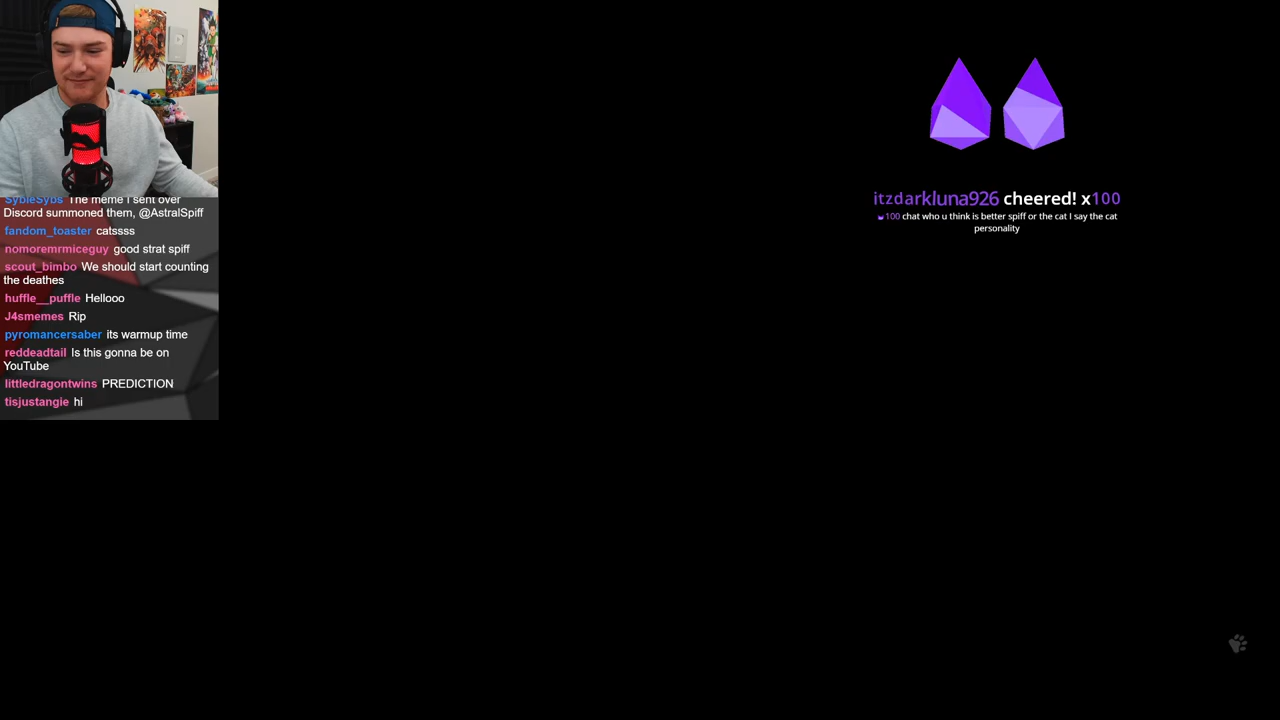 SybleSybs The meme I sent over
Discord summoned them, @AstralSpiff
fandom_toaster catssss
nomoremrmiceguy good strat spiff
scout_bimbo We should start counting
the deathes
huffle__puffle Hellooo
J4smemes Rip
pyromancersaber its warmup time
reddeadtail Is this gonna be on
YouTube
littledragontwins PREDICTION
tisjustangie hi
itzdarkluna926 cheered! x100
100 chat who u think is better spiff or the cat I say the cat
personality